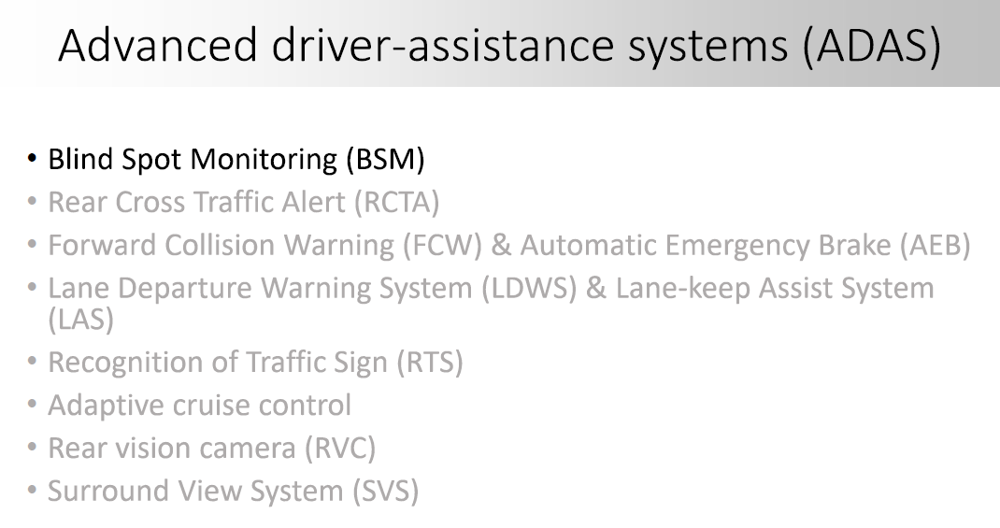 Advanced driver-assistance systems (ADAS)
• Blind Spot Monitoring (BSM)
• Rear Cross Traffic Alert (RCTA)
• Forward Collision Warning (FCW) & Automatic Emergency Brake (AEB)
• Lane Departure Warning System (LDWS) & Lane-keep Assist System
(LAS)
• Recognition of Traffic Sign (RTS)
• Adaptive cruise control
• Rear vision camera (RVC)
• Surround View System (SVS)